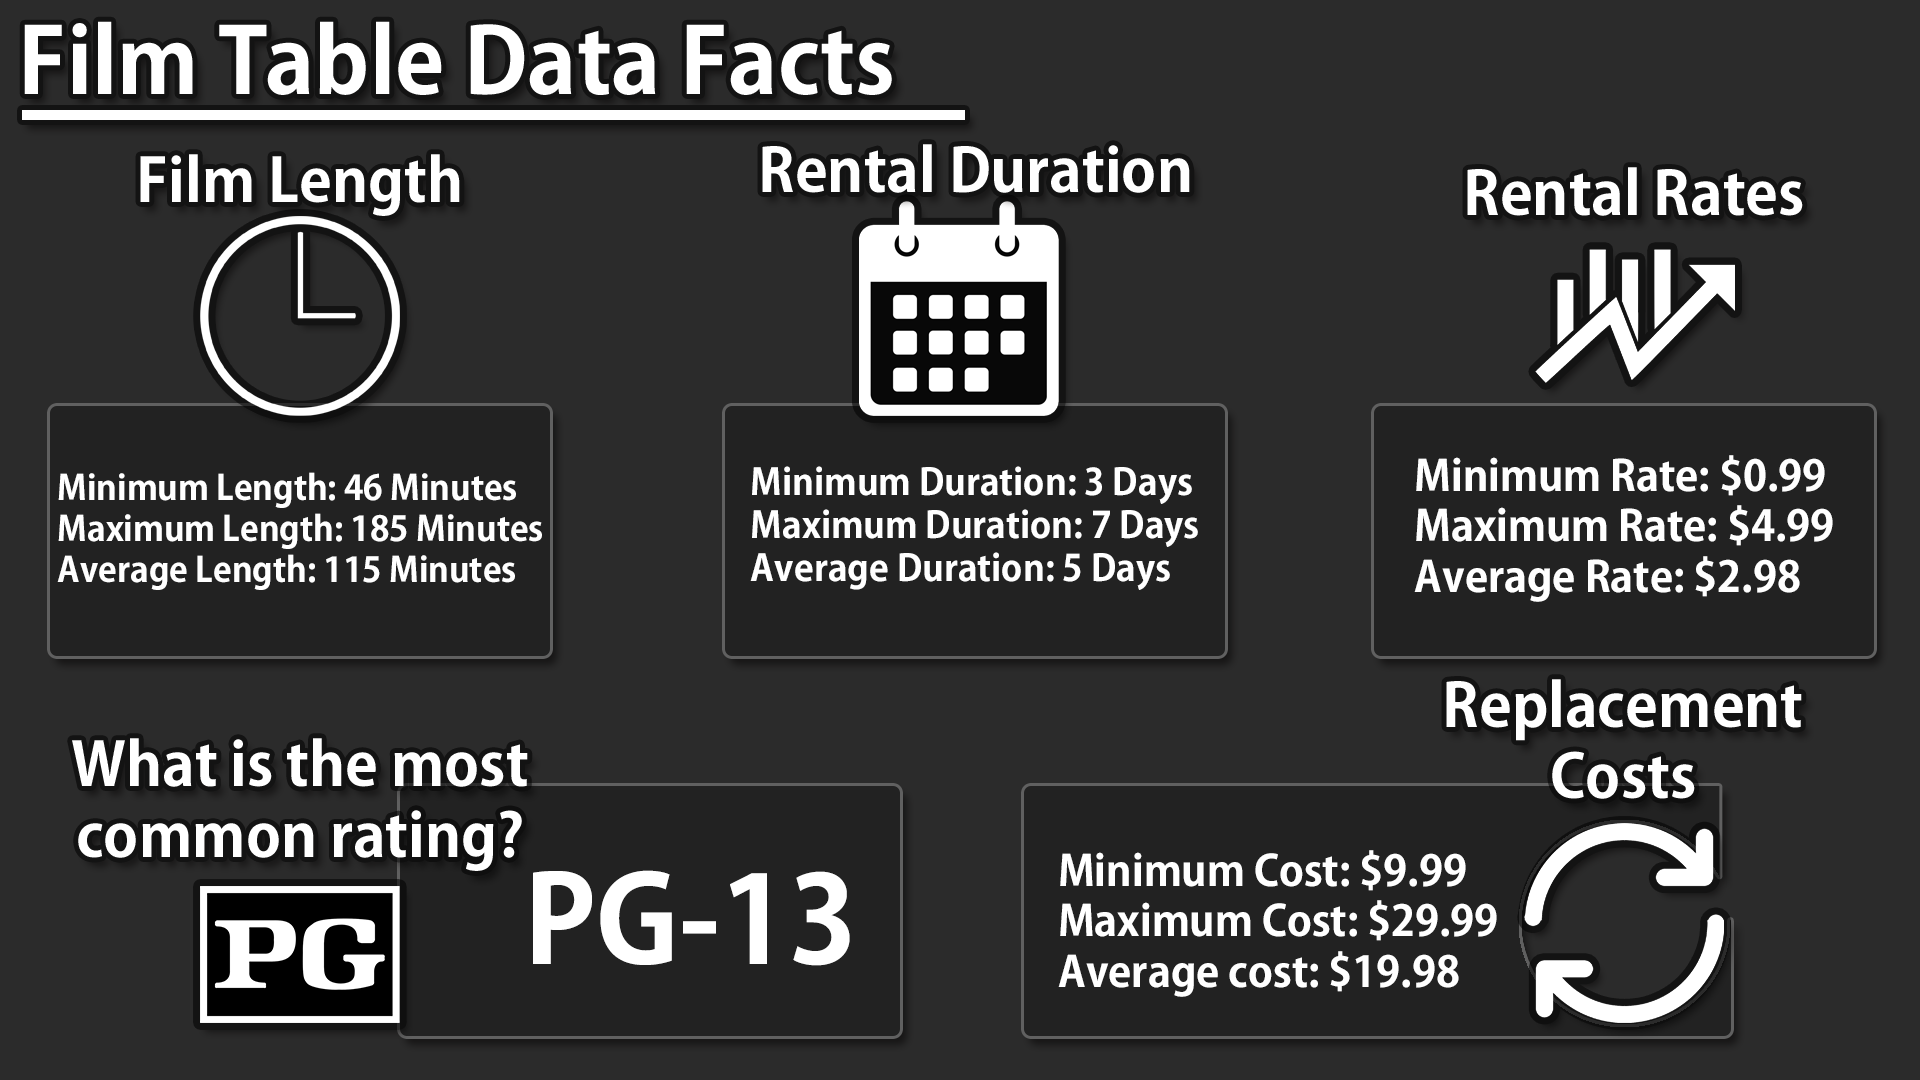 Film Table Data Facts
Film Length
Minimum Length: 46 Minutes
Maximum Length: 185 Minutes
Average Length: 115 Minutes
Rental Duration
Minimum Duration: 3 Days
Maximum Duration: 7 Days
Average Duration: 5 Days
Rental Rates
Minimum Rate: $0.99
Maximum Rate: $4.99
Average Rate: $2.98
What is the most
common rating?
PG
PG-13
Replacement
Costs
Minimum Cost: $9.99
Maximum Cost: $29.99
Average cost: $19.98